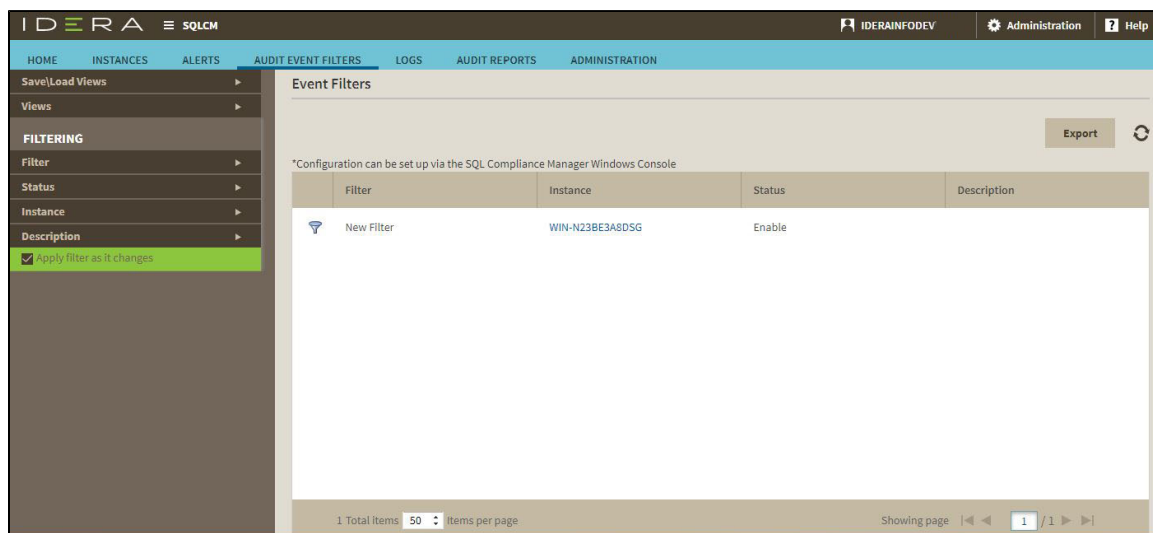 IDERA SQLCM IDERAINFODEV Administration ? Help
HOME INSTANCES ALERTS AUDIT EVENT FILTERS LOGS AUDIT REPORTS ADMINISTRATION
Save\Load Views
Views
FILTERING
Filter
Status
Instance
Description
Apply filter as it changes
Event Filters
Export
*Configuration can be set up via the SQL Compliance Manager Windows Console
Filter Instance Status Description
New Filter WIN-N23BE3A8DSG Enable
1 Total items 50 Items per page Showing page 1 / 1